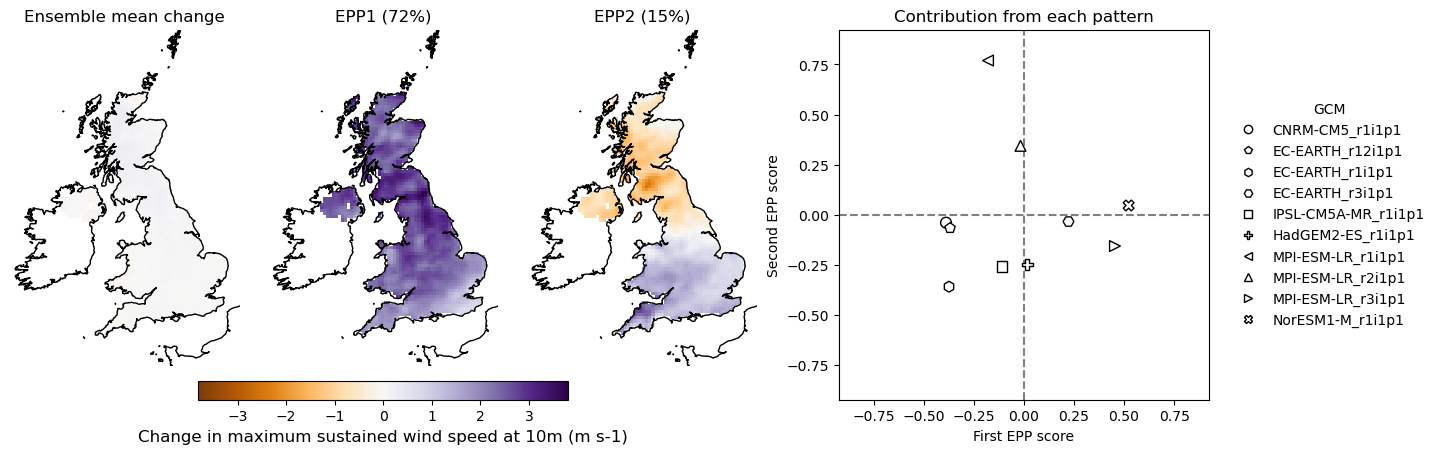 Ensemble mean change
EPP1 (72%)
EPP2 (15%)
Contribution from each pattern
−3
−2
−1
0
1
2
3
Change in maximum sustained wind speed at 10m (m s-1)
Second EPP score
0.75
0.50
0.25
0.00
−0.25
−0.50
−0.75
−0.75
−0.50
−0.25
0.00
0.25
0.50
0.75
First EPP score
GCM
CNRM-CM5_r1i1p1
EC-EARTH_r12i1p1
EC-EARTH_r1i1p1
EC-EARTH_r3i1p1
IPSL-CM5A-MR_r1i1p1
HadGEM2-ES_r1i1p1
MPI-ESM-LR_r1i1p1
MPI-ESM-LR_r2i1p1
MPI-ESM-LR_r3i1p1
NorESM1-M_r1i1p1